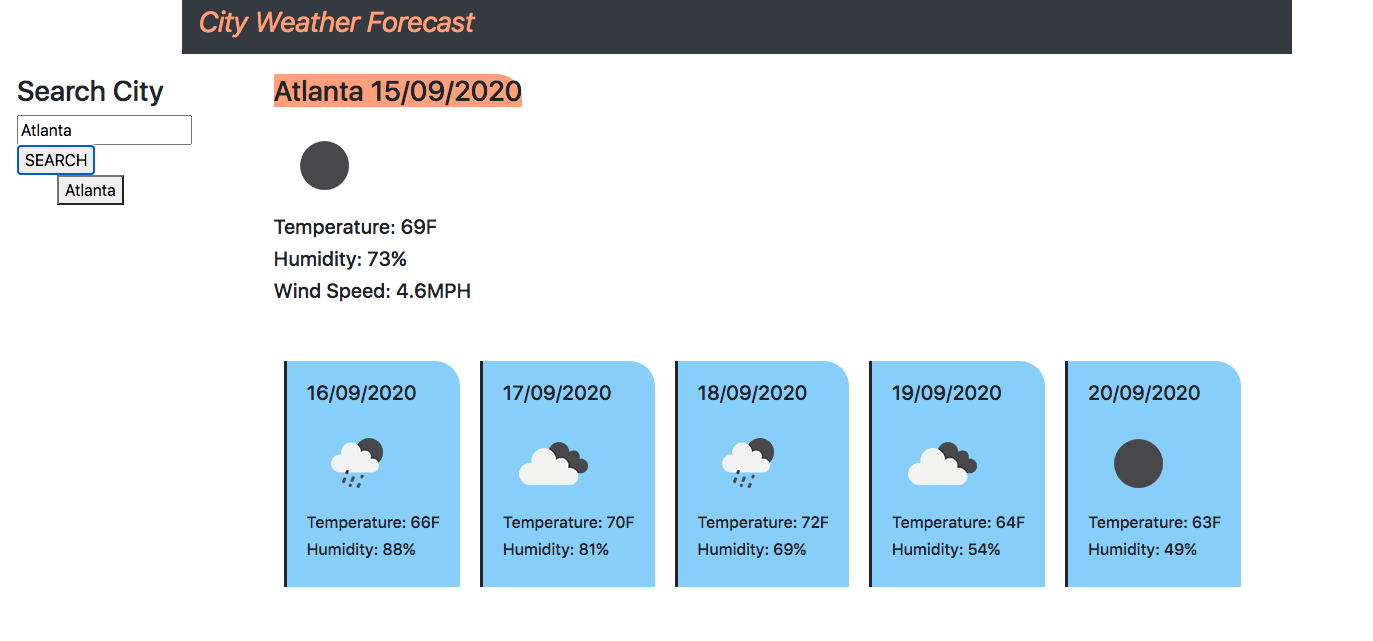 City Weather Forecast
Search City
Atlanta
SEARCH
Atlanta
Atlanta 15/09/2020
Temperature: 69F
Humidity: 73%
Wind Speed: 4.6MPH
16/09/2020
Temperature: 66F
Humidity: 88%
17/09/2020
Temperature: 70F
Humidity: 81%
18/09/2020
Temperature: 72F
Humidity: 69%
19/09/2020
Temperature: 64F
Humidity: 54%
20/09/2020
Temperature: 63F
Humidity: 49%